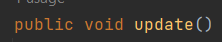 public void update()